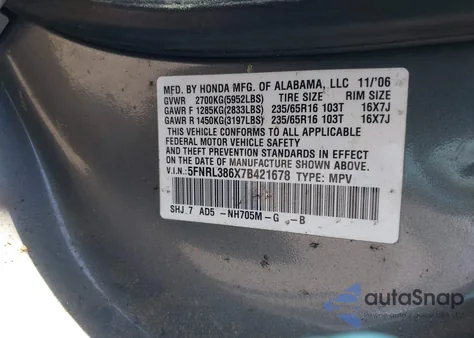 MFD. BY HONDA MFG. OF ALABAMA, LLC 11/'06
GVWR 2700KG(5952LBS) TIRE SIZE RIM SIZE
GAWR F 1285KG(2833LBS) 235/65R16 103T 16X7J
GAWR R 1450KG(3197LBS) 235/65R16 103T 16X7J
THIS VEHICLE CONFORMS TO ALL APPLICABLE
FEDERAL MOTOR VEHICLE SAFETY
AND THEFT PREVENTION STANDARDS IN
EFFECT ON THE DATE OF MANUFACTURE SHOWN ABOVE.
V.I.N: 5FNRL386X7B421678 TYPE: MPV
SHJ 7 AD5 -NH705M-G -B
autoSnap